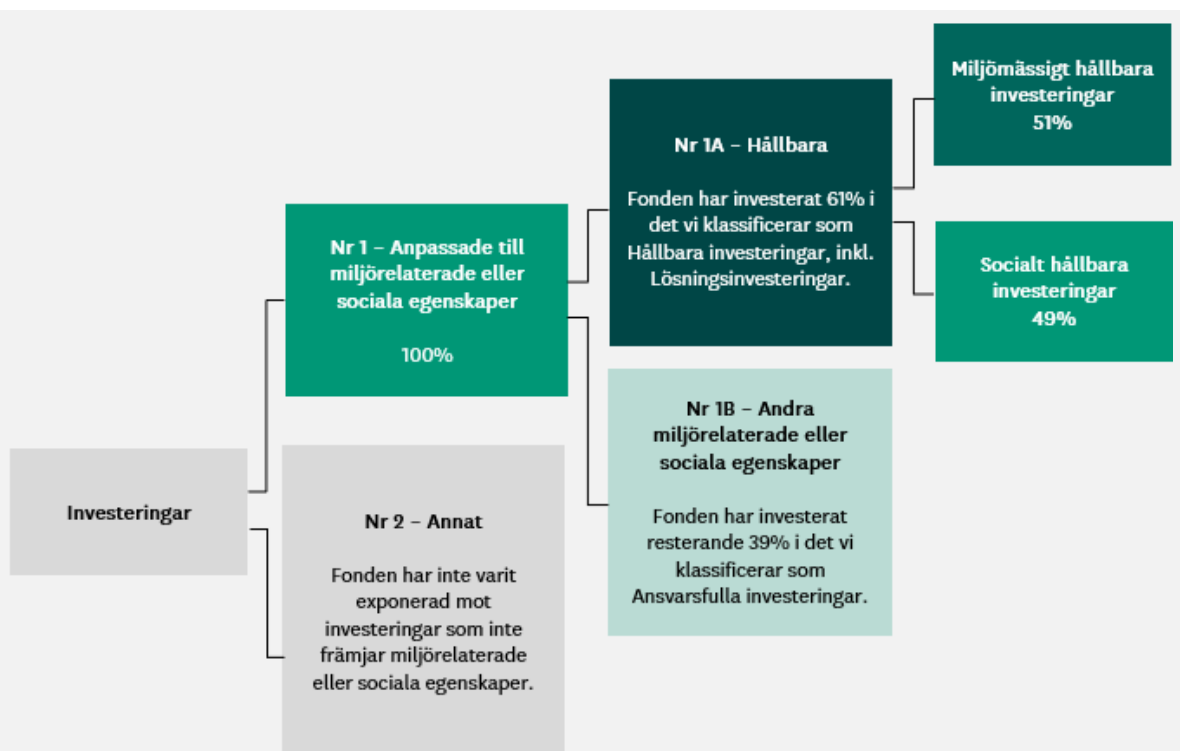 Investeringar
Nr 1 – Anpassade till
miljörelaterade eller
sociala egenskaper
100%
Nr 2 – Annat
Fonden har inte varit
exponerad mot
investeringar som inte
främjar miljörelaterade
eller sociala egenskaper.
Nr 1A – Hållbara
Fonden har investerat 61% i
det vi klassificerar som
Hållbara investeringar, inkl.
Lösningsinvesteringar.
Nr 1B – Andra
miljörelaterade eller
sociala egenskaper
Fonden har investerat
resterande 39% i det vi
klassificerar som
Ansvarsfulla investeringar.
Miljömässigt hållbara
investeringar
51%
Socialt hållbara
investeringar
49%